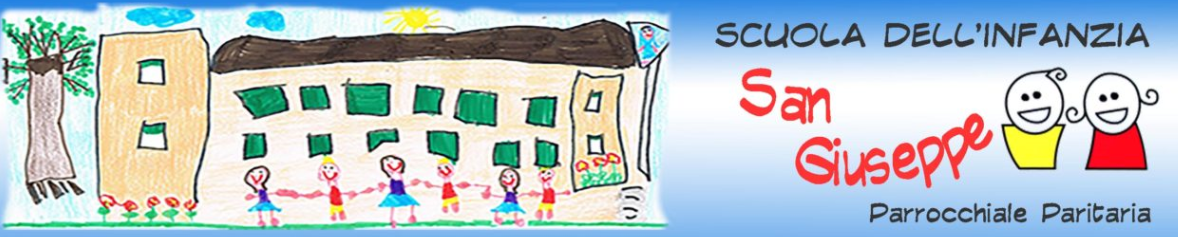 SCUOLA DELL'INFANZIA
San
Giuseppe
Parrocchiale Paritaria